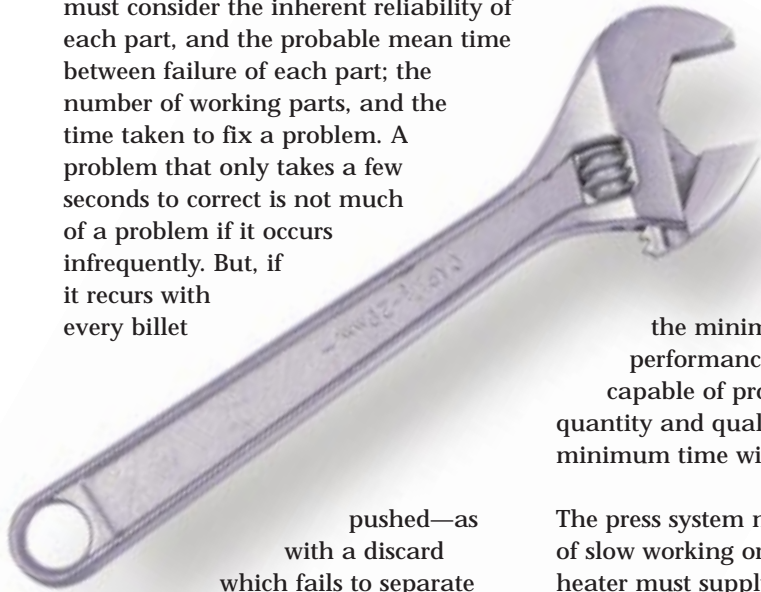 must consider the inherent reliability of
each part, and the probable mean time
between failure of each part; the
number of working parts, and the
time taken to fix a problem. A
problem that only takes a few
seconds to correct is not much
of a problem if it occurs
infrequently. But, if
it recurs with
every billet
pushed—as
with a discard
which fails to separate
the minim
performanc
capable of pro
quantity and qual
minimum time wi
The press system n
of slow working or
heater must supply